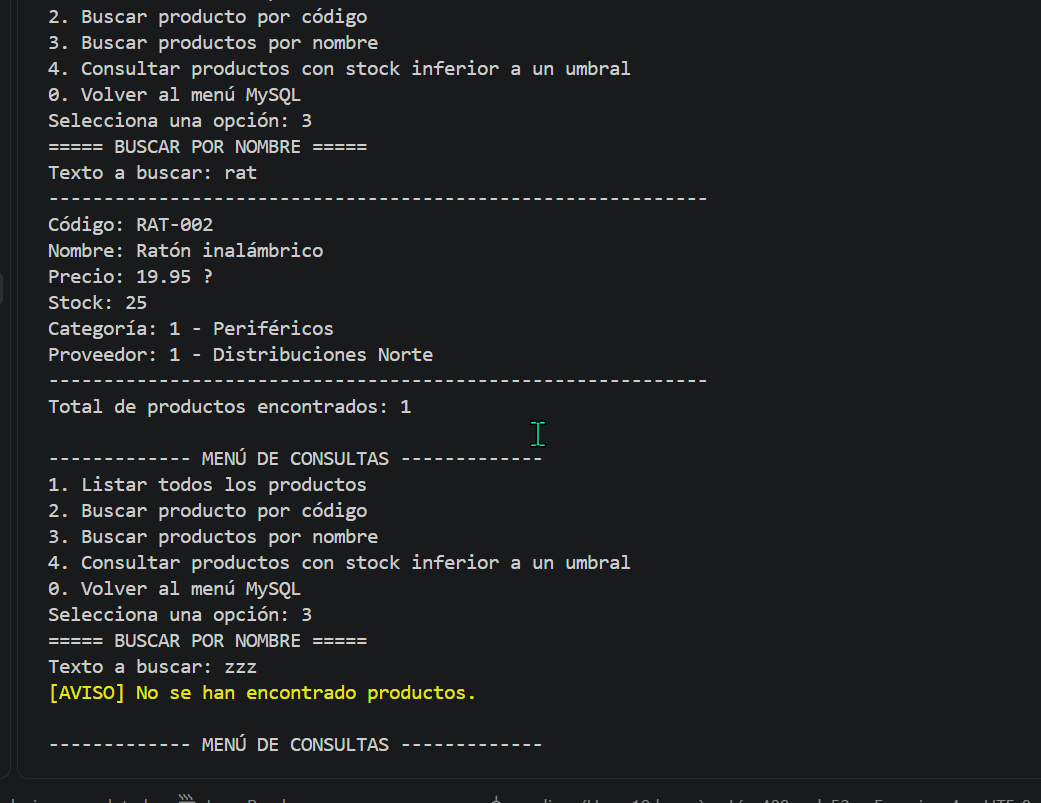 2. Buscar producto por código
3. Buscar productos por nombre
4. Consultar productos con stock inferior a un umbral
0. Volver al menú MySQL
Selecciona una opción: 3
===== BUSCAR POR NOMBRE =====
Texto a buscar: rat
------------------------------------------------------------
Código: RAT-002
Nombre: Ratón inalámbrico
Precio: 19.95 ?
Stock: 25
Categoría: 1 - Periféricos
Proveedor: 1 - Distribuciones Norte
------------------------------------------------------------
Total de productos encontrados: 1
------------- MENÚ DE CONSULTAS -------------
1. Listar todos los productos
2. Buscar producto por código
3. Buscar productos por nombre
4. Consultar productos con stock inferior a un umbral
0. Volver al menú MySQL
Selecciona una opción: 3
===== BUSCAR POR NOMBRE =====
Texto a buscar: zzz
[AVISO] No se han encontrado productos.
------------- MENÚ DE CONSULTAS -------------